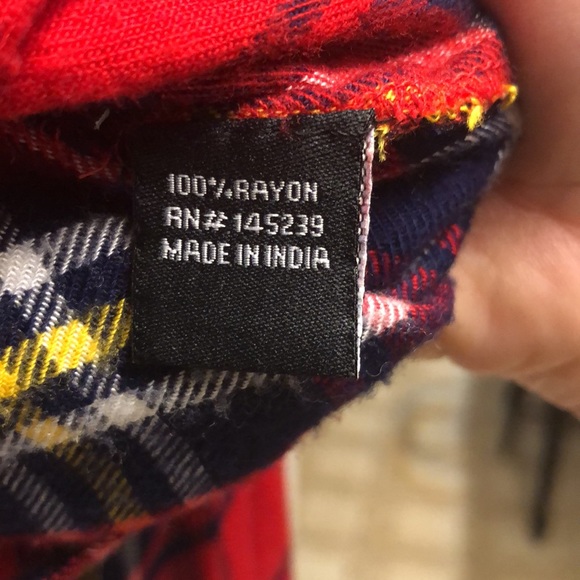 100% RAYON
RN# 145239
MADE IN INDIA